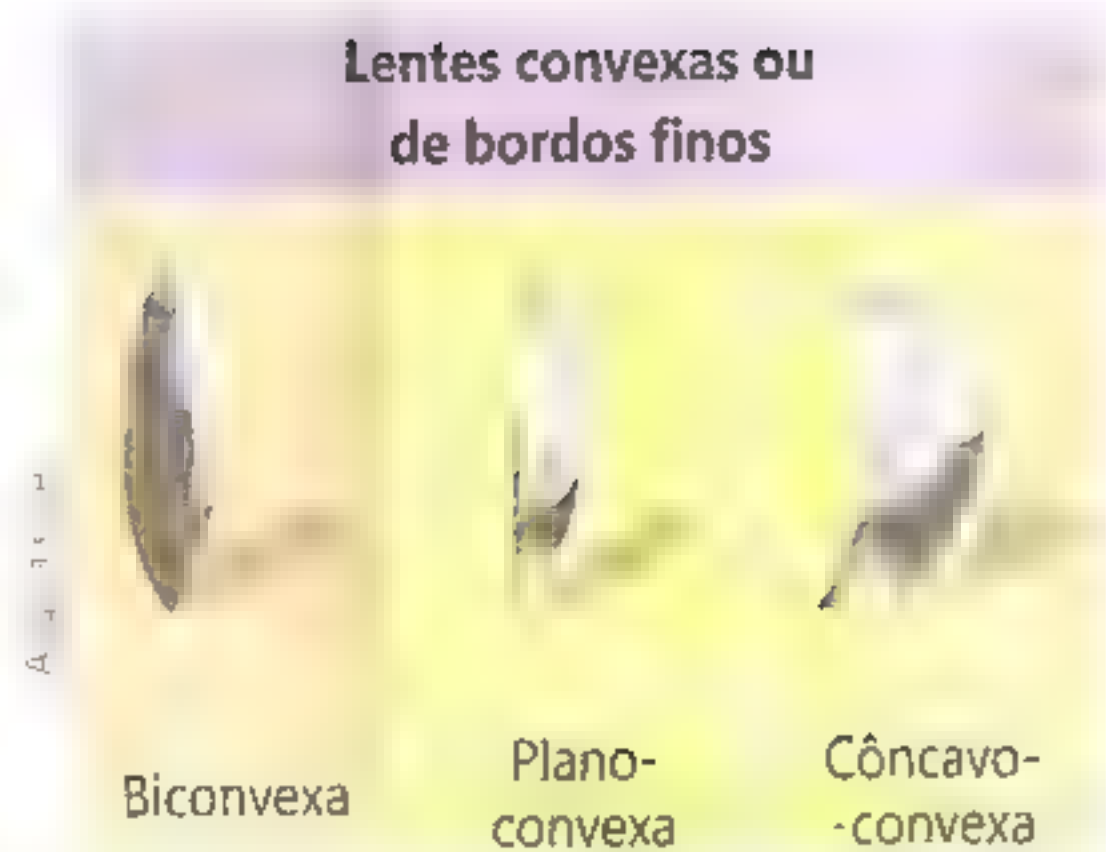 Lentes convexas ou
de bordos finos
Biconvexa
Plano-
convexa
Côncavo-
-convexa